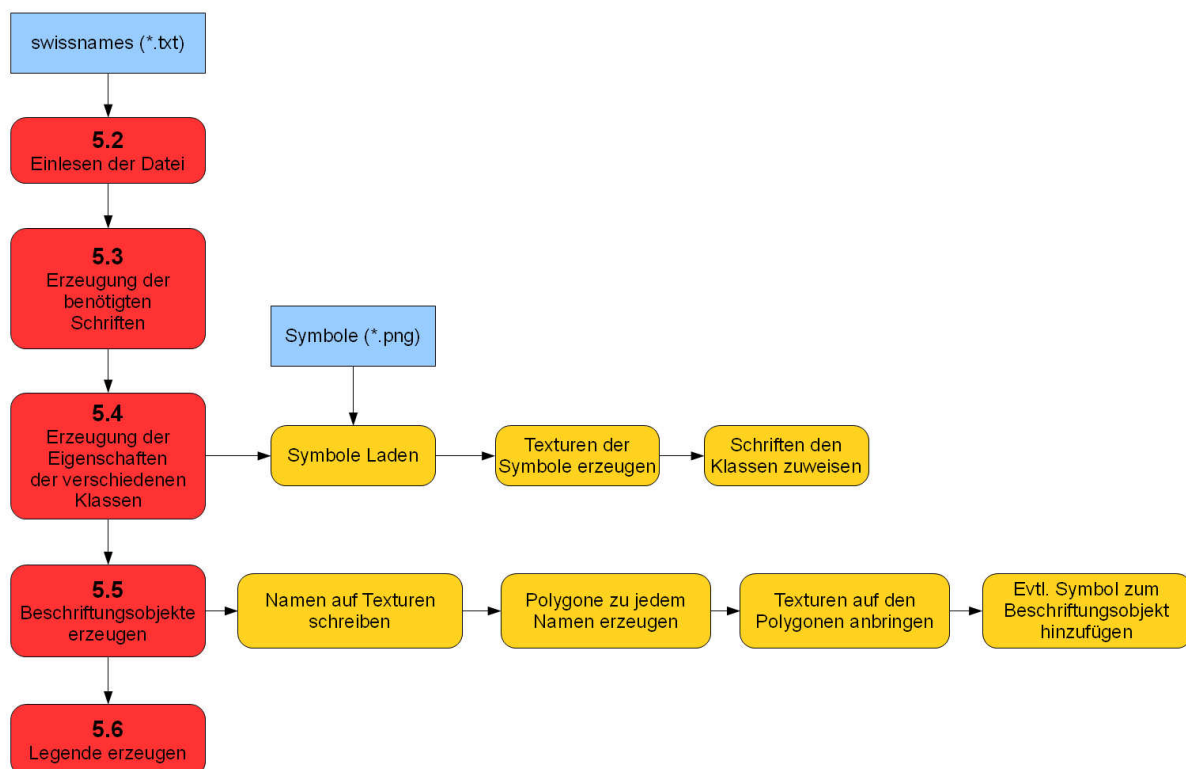 swissnames (*.txt)
5.2
Einlesen der Datei
5.3
Erzeugung der
benötigten
Schriften
Symbole (*.png)
5.4
Erzeugung der
Eigenschaften
der verschiedenen
Klassen
Symbole Laden
Texturen der
Symbole erzeugen
Schriften den
Klassen zuweisen
5.5
Beschriftungsobjekte
erzeugen
Namen auf Texturen
schreiben
Polygone zu jedem
Namen erzeugen
Texturen auf den
Polygonen anbringen
Evtl. Symbol zum
Beschriftungsobjekt
hinzufügen
5.6
Legende erzeugen